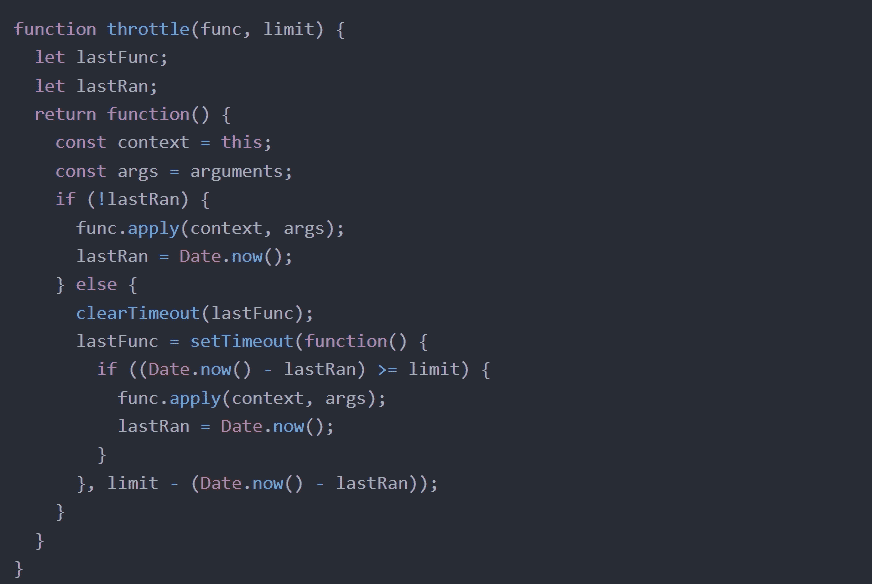 function throttle(func, limit) {
  let lastFunc;
  let lastRan;
  return function() {
    const context = this;
    const args = arguments;
    if (!lastRan) {
      func.apply(context, args);
      lastRan = Date.now();
    } else {
      clearTimeout(lastFunc);
      lastFunc = setTimeout(function() {
        if ((Date.now() - lastRan) >= limit) {
          func.apply(context, args);
          lastRan = Date.now();
        }
      }, limit - (Date.now() - lastRan));
    }
  }
}